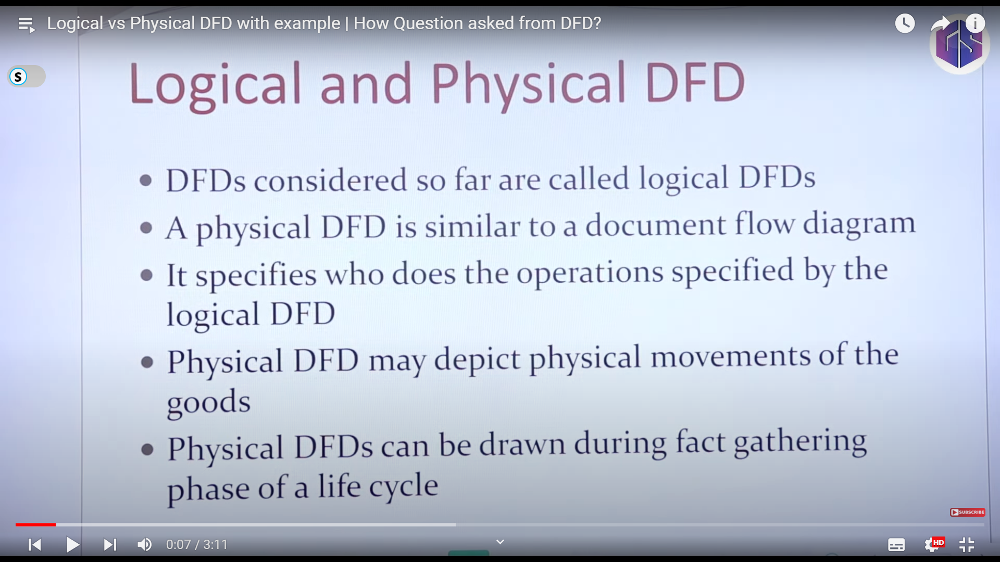 Logical vs Physical DFD with example | How Question asked from DFD?
S
Logical and Physical DFD
• DFDs considered so far are called logical DFDs
• A physical DFD is similar to a document flow diagram
• It specifies who does the operations specified by the
logical DFD
• Physical DFD may depict physical movements of the
goods
• Physical DFDs can be drawn during fact gathering
phase of a life cycle
SUBSCRIBE
0:07 / 3:11
HD